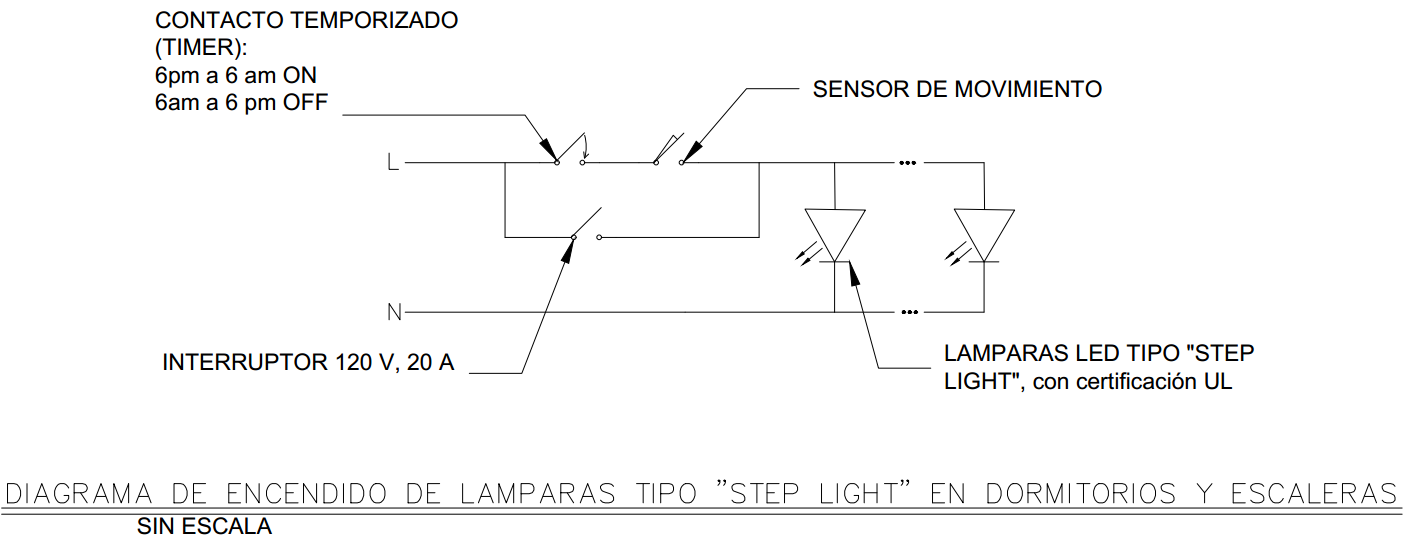 CONTACTO TEMPORIZADO
(TIMER):
6pm a 6 am ON
6am a 6 pm OFF
SENSOR DE MOVIMIENTO
L
N
INTERRUPTOR 120 V, 20 A
LAMPARAS LED TIPO "STEP
LIGHT", con certificación UL
DIAGRAMA DE ENCENDIDO DE LAMPARAS TIPO "STEP LIGHT" EN DORMITORIOS Y ESCALERAS
SIN ESCALA